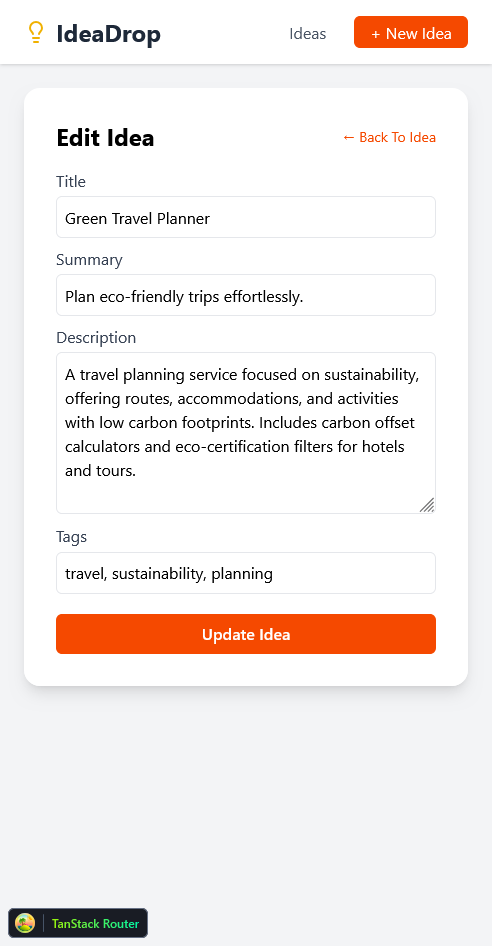 IdeaDrop
Ideas
+ New Idea
Edit Idea
← Back To Idea
Title
Green Travel Planner
Summary
Plan eco-friendly trips effortlessly.
Description
A travel planning service focused on sustainability,
offering routes, accommodations, and activities
with low carbon footprints. Includes carbon offset
calculators and eco-certification filters for hotels
and tours.
Tags
travel, sustainability, planning
Update Idea
TanStack Router